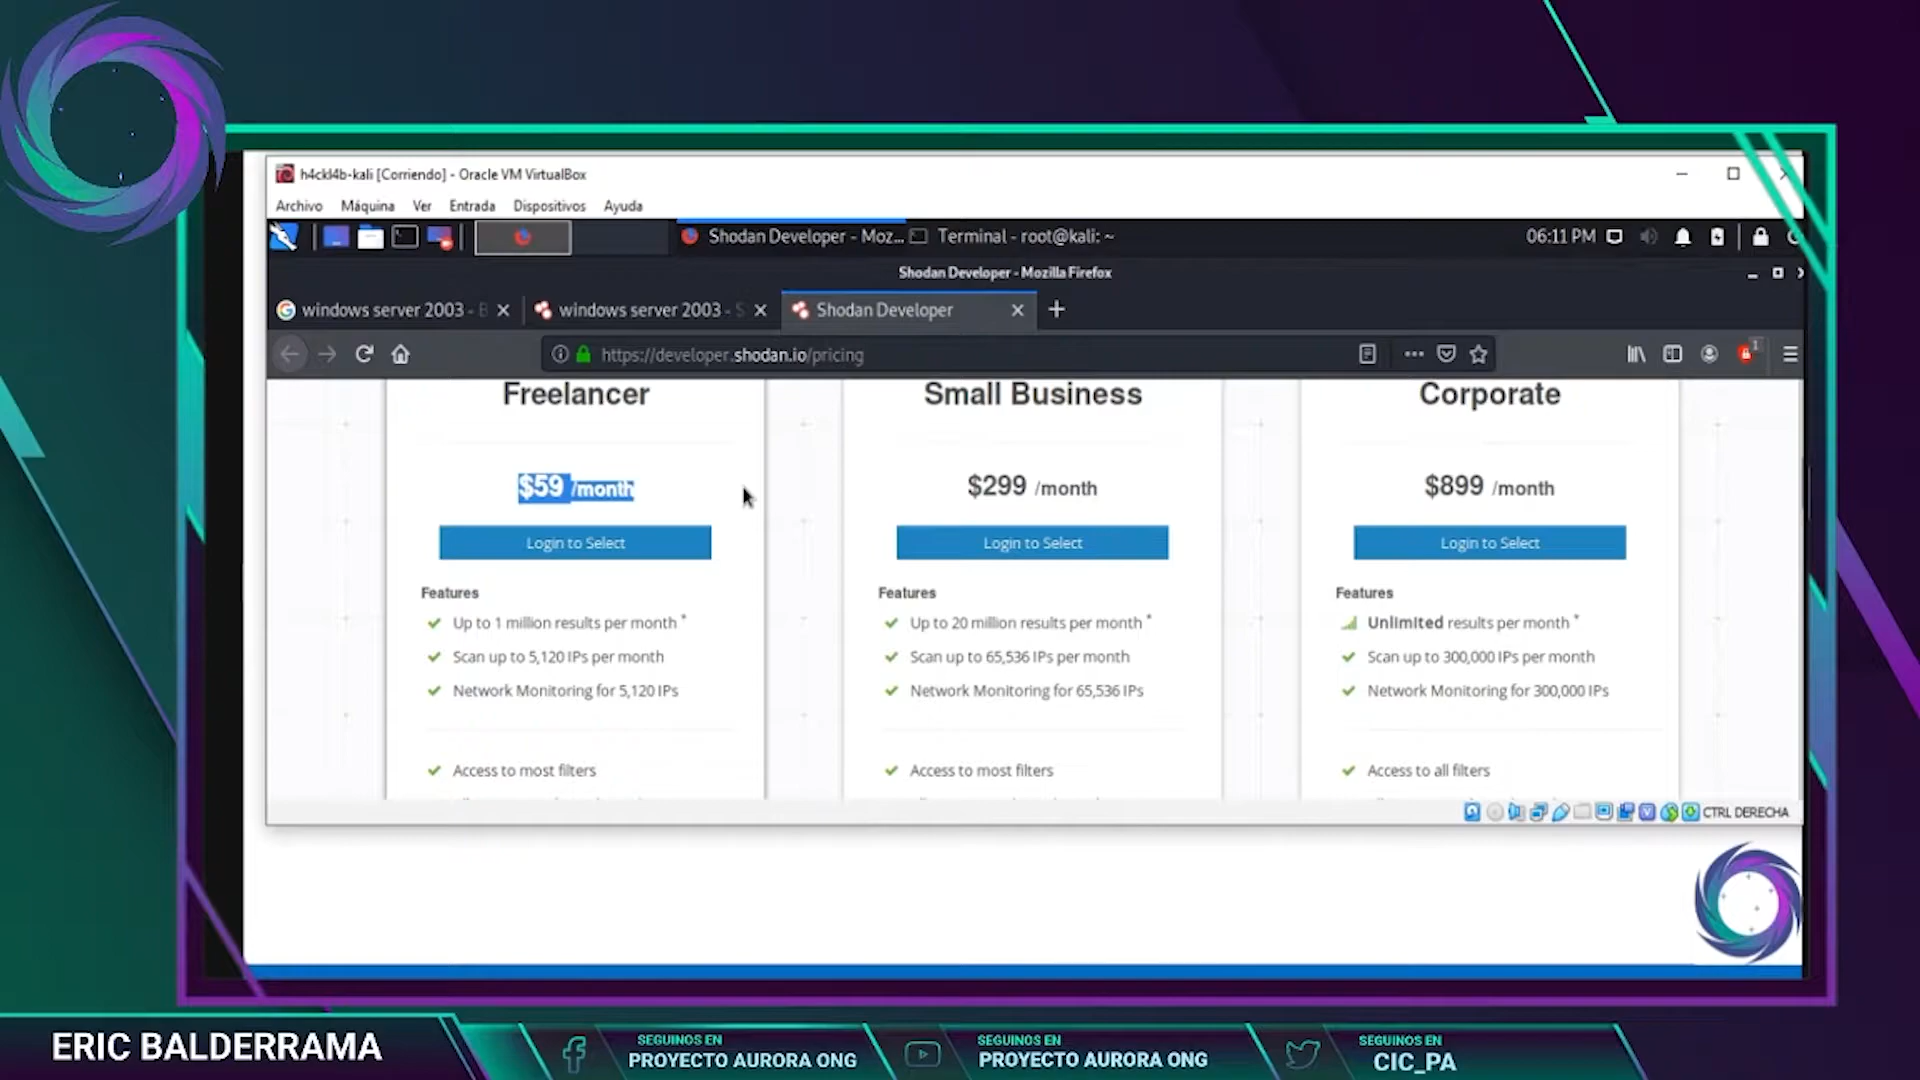 h4ckl4b-kali [Corriendo] - Oracle VM VirtualBox
Archivo Máquina Ver Entrada Dispositivos Ayuda
Shodan Developer - Moz... Terminal - root@kali: ~ 06:11 PM
Shodan Developer - Mozilla Firefox
windows server 2003 - windows server 2003 - Shodan Developer
https://developer.shodan.io/pricing
1
Freelancer Small Business Corporate
$59 /month $299 /month $899 /month
Login to Select Login to Select Login to Select
Features Features Features
Up to 1 million results per month * Up to 20 million results per month * Unlimited results per month *
Scan up to 5,120 IPs per month Scan up to 65,536 IPs per month Scan up to 300,000 IPs per month
Network Monitoring for 5,120 IPs Network Monitoring for 65,536 IPs Network Monitoring for 300,000 IPs
Access to most filters Access to most filters Access to all filters
CTRL DERECHA
ERIC BALDERRAMA
SEGUINOS EN
PROYECTO AURORA ONG
SEGUINOS EN
PROYECTO AURORA ONG
SEGUINOS EN
CIC_PA